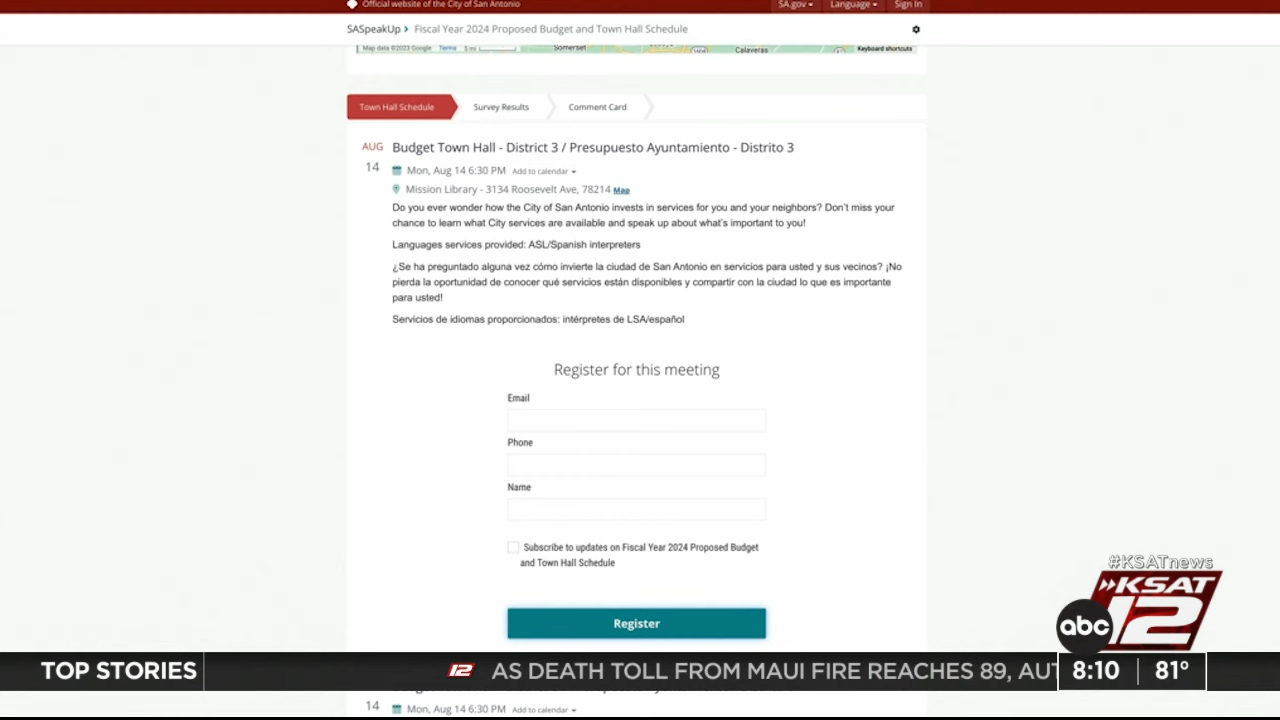 Official website of the City of San Antonio
SA.gov Language Sign In
SASpeakUp > Fiscal Year 2024 Proposed Budget and Town Hall Schedule
Map data ©2023 Google Terms 5 mi Somerset Calaveras Keyboard shortcuts
Town Hall Schedule Survey Results Comment Card
AUG
14
Budget Town Hall - District 3 / Presupuesto Ayuntamiento - Distrito 3
Mon, Aug 14 6:30 PM Add to calendar
Mission Library - 3134 Roosevelt Ave, 78214 Map
Do you ever wonder how the City of San Antonio invests in services for you and your neighbors? Don't miss your
chance to learn what City services are available and speak up about what's important to you!
Languages services provided: ASL/Spanish interpreters
¿Se ha preguntado alguna vez cómo invierte la ciudad de San Antonio en servicios para usted y sus vecinos? ¡No
pierda la oportunidad de conocer qué servicios están disponibles y compartir con la ciudad lo que es importante
para usted!
Servicios de idiomas proporcionados: intérpretes de LSA/español
Register for this meeting
Email
Phone
Name
Subscribe to updates on Fiscal Year 2024 Proposed Budget
and Town Hall Schedule
Register
#KSATnews
KSAT
12
abc
TOP STORIES
12 AS DEATH TOLL FROM MAUI FIRE REACHES 89, AUT
8:10 81°
14 Mon, Aug 14 6:30 PM Add to calendar